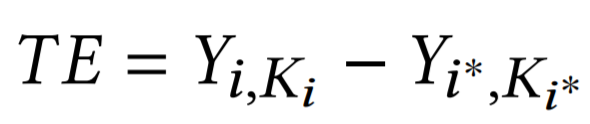 $TE = Y_{i,K_i} - Y_{i^*,K_{i^*}}$